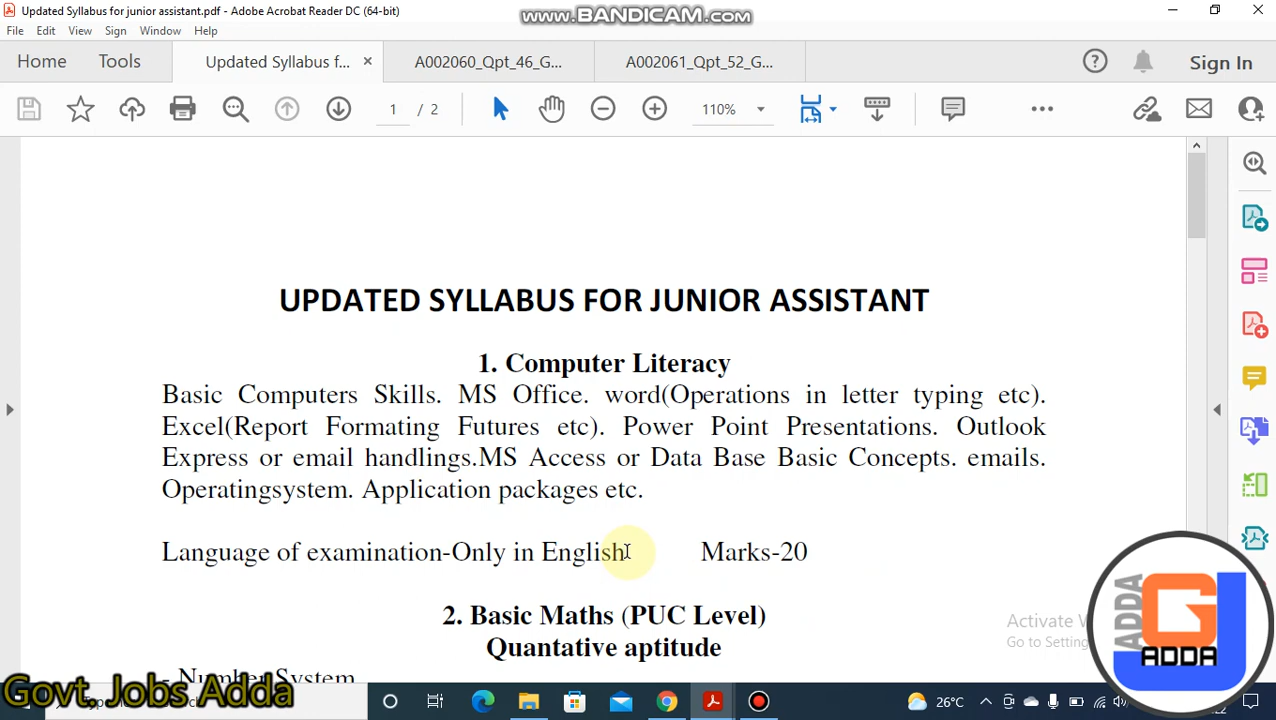 Updated Syllabus for junior assistant.pdf - Adobe Acrobat Reader DC (64-bit)
www.BANDICAM.com
File Edit View Sign Window Help
Home Tools Updated Syllabus f... × A002060_Qpt_46_G... A002061_Qpt_52_G... Sign In
1 / 2 110%
UPDATED SYLLABUS FOR JUNIOR ASSISTANT
1. Computer Literacy
Basic Computers Skills. MS Office. word(Operations in letter typing etc).
Excel(Report Formating Futures etc). Power Point Presentations. Outlook
Express or email handlings.MS Access or Data Base Basic Concepts. emails.
Operatingsystem. Application packages etc.
Language of examination-Only in English Marks-20
2. Basic Maths (PUC Level)
Quantative aptitude
- Number System
Activate
Go to Setting
ADDA
GJ
ADDA
Govt. Jobs Adda
26°C